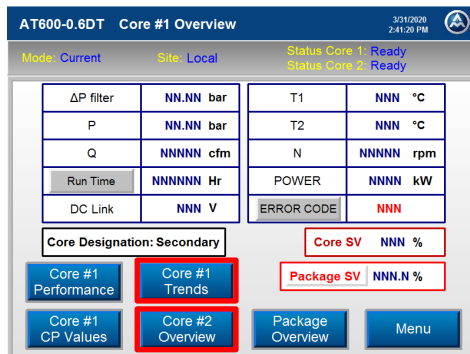 AT600-0.6DT Core #1 Overview
3/31/2020
2:41:20 PM
Mode: Current
Site: Local
Status Core 1: Ready
Status Core 2: Ready
ΔP filter NN.NN bar T1 NNN °C
P NN.NN bar T2 NNN °C
Q NNNNN cfm N NNNNN rpm
Run Time NNNNNN Hr POWER NNNN kW
DC Link NNN V ERROR CODE NNN
Core Designation: Secondary
Core SV NNN %
Package SV NNN.N %
Core #1
Performance
Core #1
Trends
Core #1
CP Values
Core #2
Overview
Package
Overview
Menu